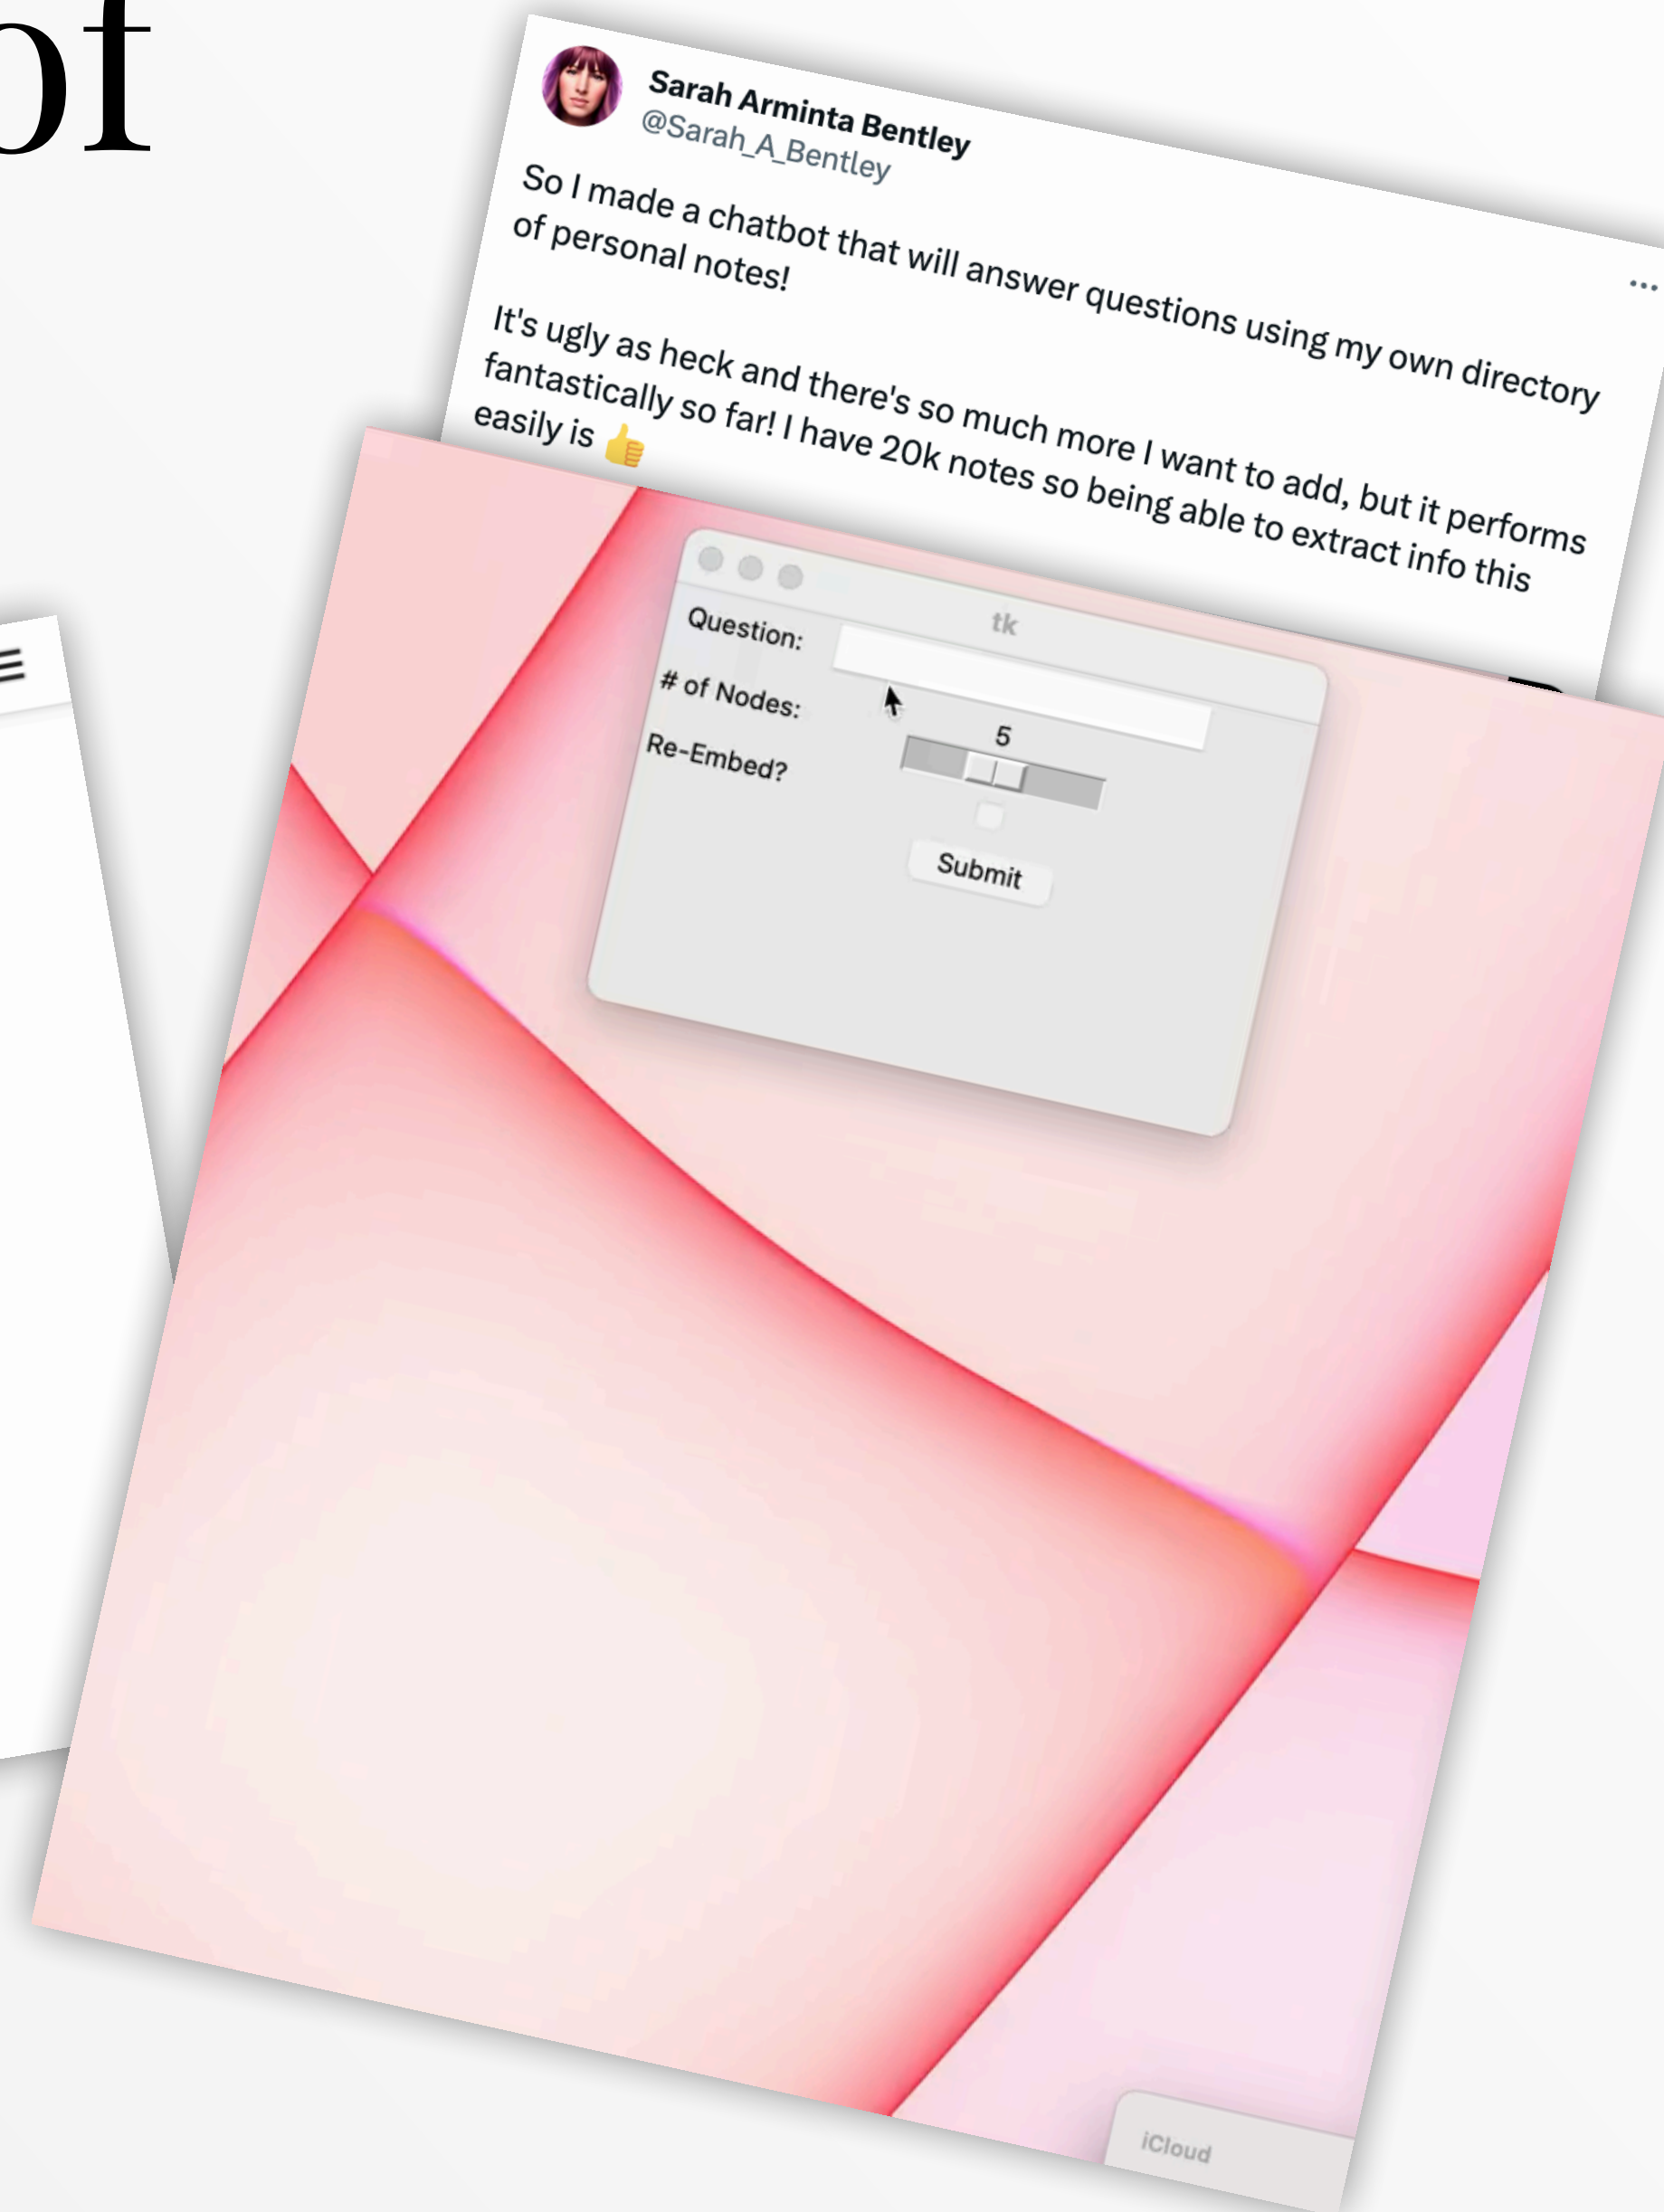 of
Sarah Arminta Bentley
@Sarah_A_Bentley
So I made a chatbot that will answer questions using my own directory
of personal notes!
It's ugly as heck and there's so much more I want to add, but it performs
fantastically so far! I have 20k notes so being able to extract info this
easily is 👍
tk
Question:
# of Nodes:
5
Re-Embed?
Submit
iCloud